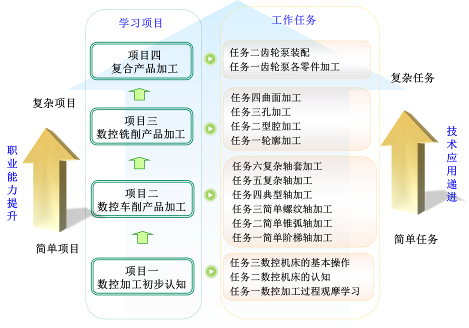 学习项目
工作任务
项目四
复合产品加工
任务二齿轮泵装配
任务一齿轮泵各零件加工
复杂项目
复杂任务
项目三
数控铣削产品加工
任务四曲面加工
任务三孔加工
任务二型腔加工
任务一轮廓加工
职业能力提升
技术应用递进
项目二
数控车削产品加工
任务六复杂轴套加工
任务五复杂轴加工
任务四典型轴加工
任务三简单螺纹轴加工
任务二简单锥弧轴加工
任务一简单阶梯轴加工
简单项目
简单任务
项目一
数控加工初步认知
任务三数控机床的基本操作
任务二数控机床的认知
任务一数控加工过程观摩学习